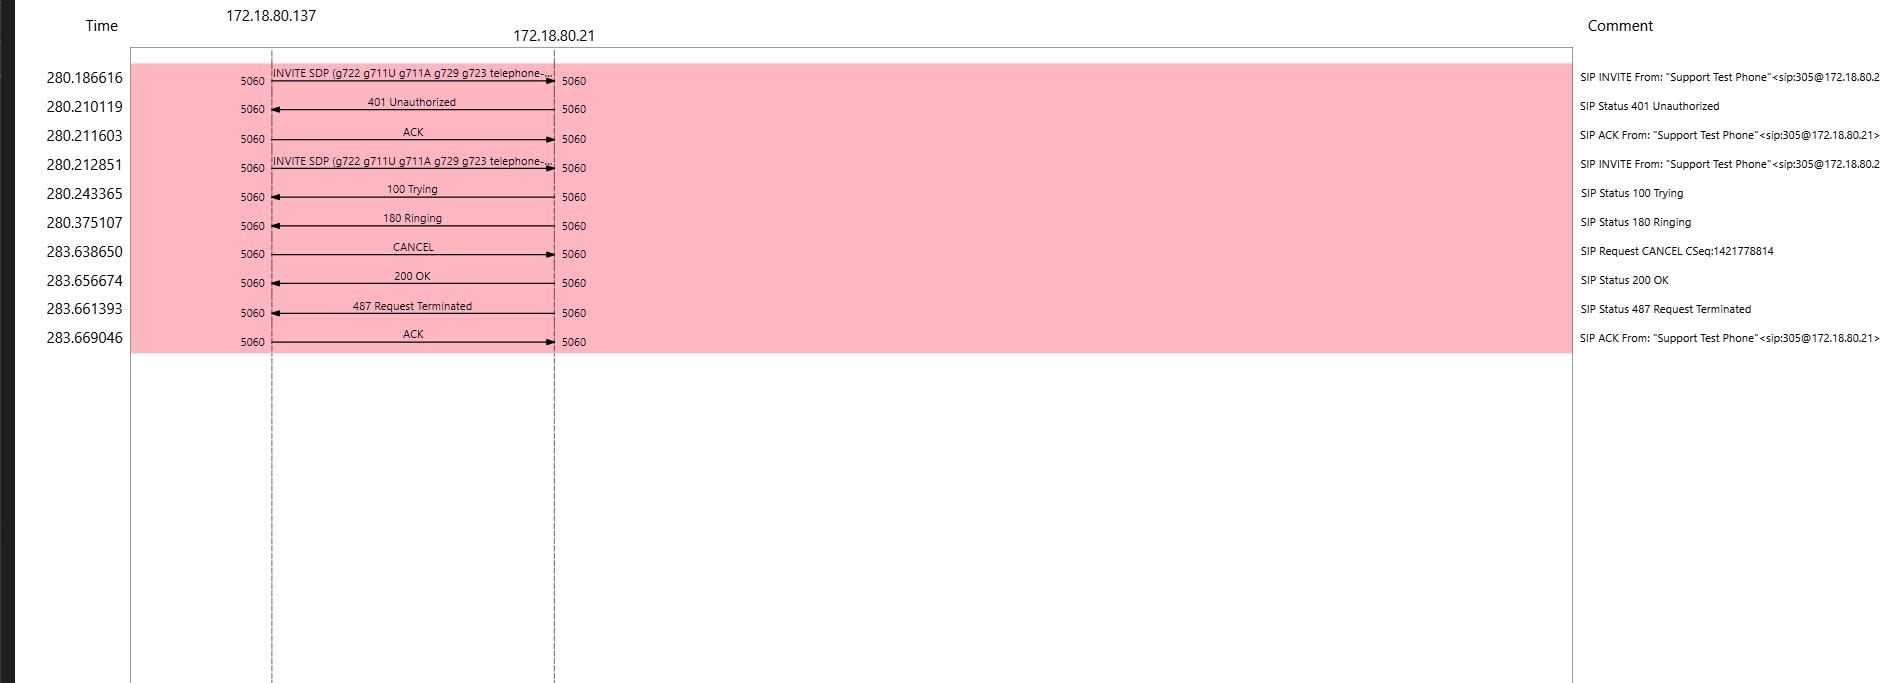 172.18.80.137
Time
Comment
172.18.80.21
280.186616 5060 INVITE SDP (g722 g711U g711A g729 g723 telephone-... 5060 SIP INVITE From: "Support Test Phone"<sip:305@172.18.80.2
280.210119 5060 401 Unauthorized 5060 SIP Status 401 Unauthorized
280.211603 5060 ACK 5060 SIP ACK From: "Support Test Phone"<sip:305@172.18.80.21>
280.212851 5060 INVITE SDP (g722 g711U g711A g729 g723 telephone-... 5060 SIP INVITE From: "Support Test Phone"<sip:305@172.18.80.2
280.243365 5060 100 Trying 5060 SIP Status 100 Trying
280.375107 5060 180 Ringing 5060 SIP Status 180 Ringing
283.638650 5060 CANCEL 5060 SIP Request CANCEL CSeq:1421778814
283.656674 5060 200 OK 5060 SIP Status 200 OK
283.661393 5060 487 Request Terminated 5060 SIP Status 487 Request Terminated
283.669046 5060 ACK 5060 SIP ACK From: "Support Test Phone"<sip:305@172.18.80.21>